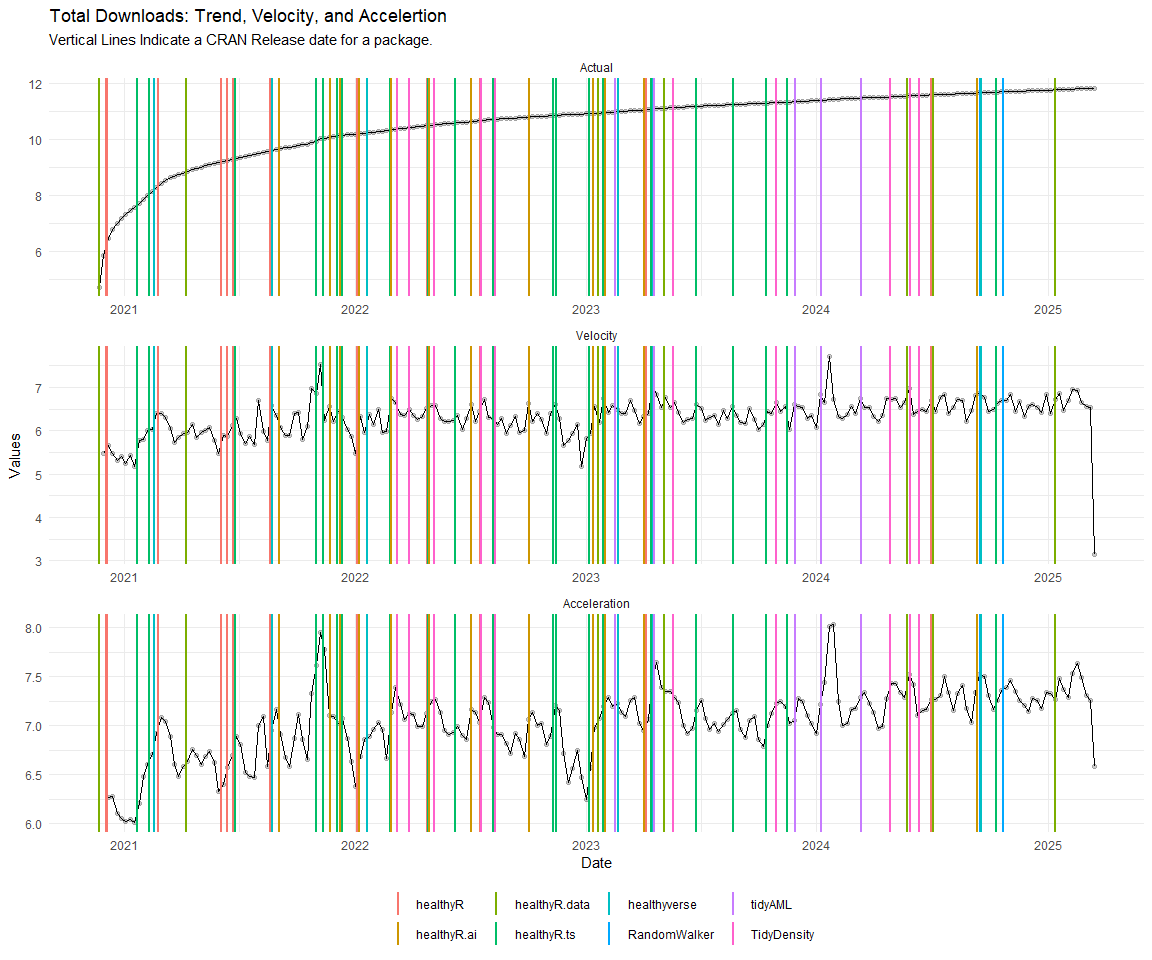 Total Downloads: Trend, Velocity, and Accelertion
Vertical Lines Indicate a CRAN Release date for a package.
Actual
12
10
8
6
2021 2022 2023 2024 2025
Velocity
7
6
5
4
3
2021 2022 2023 2024 2025
Values
Acceleration
8.0
7.5
7.0
6.5
6.0
2021 2022 2023 2024 2025
Date
healthyR healthyR.data healthyverse tidyAML
healthyR.ai healthyR.ts RandomWalker TidyDensity